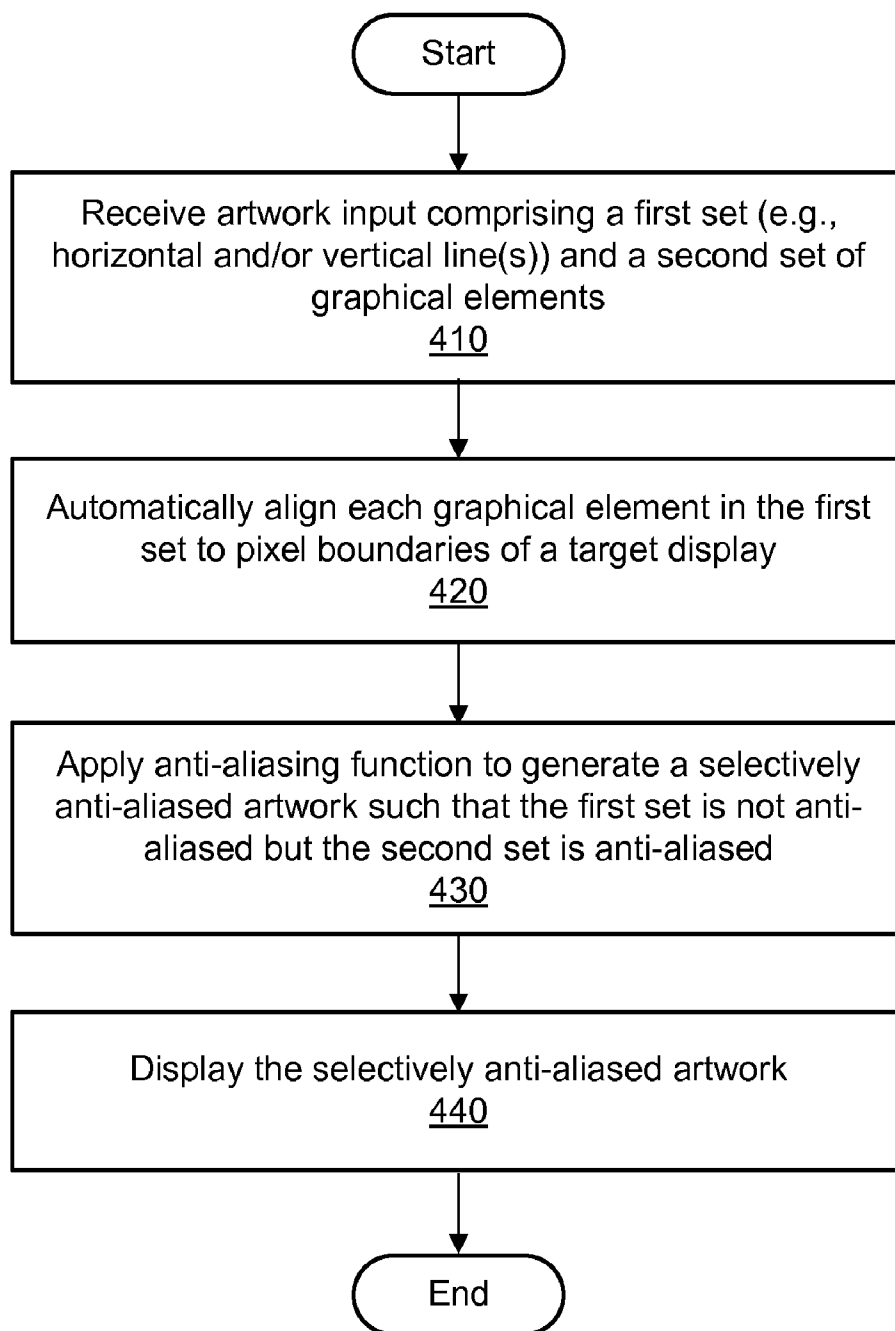 Start
Receive artwork input comprising a first set (e.g.,
horizontal and/or vertical line(s)) and a second set of
graphical elements
410
Automatically align each graphical element in the first
set to pixel boundaries of a target display
420
Apply anti-aliasing function to generate a selectively
anti-aliased artwork such that the first set is not anti-
aliased but the second set is anti-aliased
430
Display the selectively anti-aliased artwork
440
End